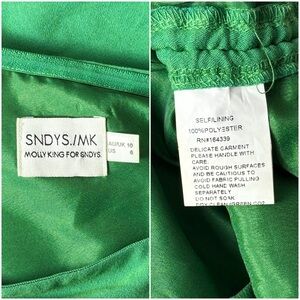 SNDYS./MK
MOLLY KING FOR SNDYS.
AU/UK 10
US 6
SELF/LINING
100%POLYESTER
RN#164339
DELICATE GARMENT
PLEASE HANDLE WITH
CARE.
AVOID ROUGH SURFACES
AND BE CAUTIOUS TO
AVOID FABRIC PULLING
COLD HAND WASH
SEPARATELY
DO NOT SOAK